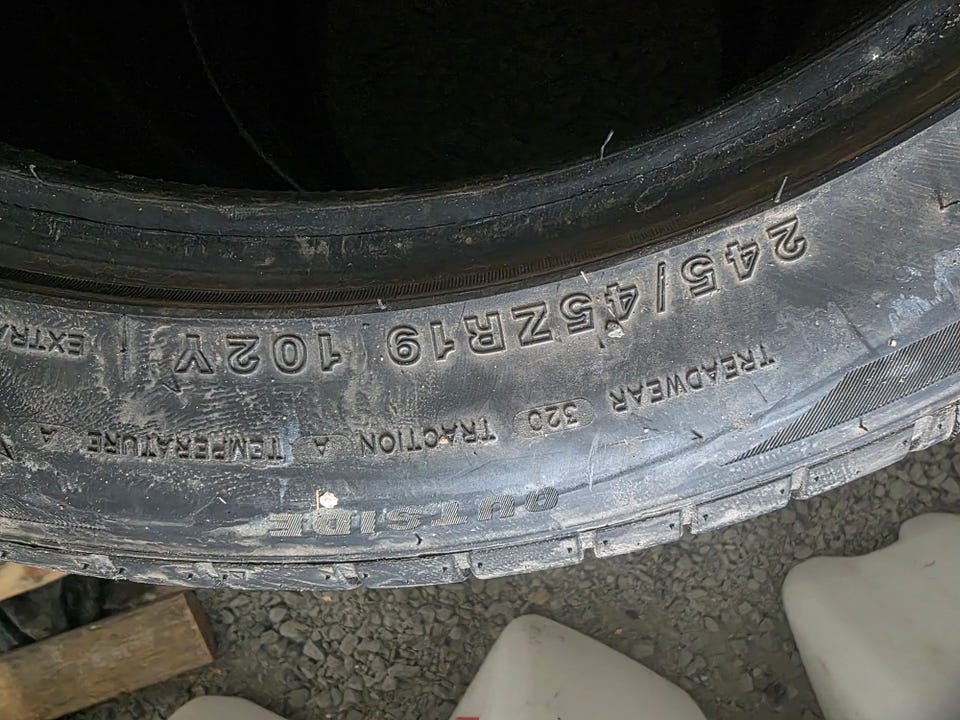 245/45ZR19 102Y EXTRA
TREADWEAR 320 TRACTION A TEMPERATURE A
OUTSIDE